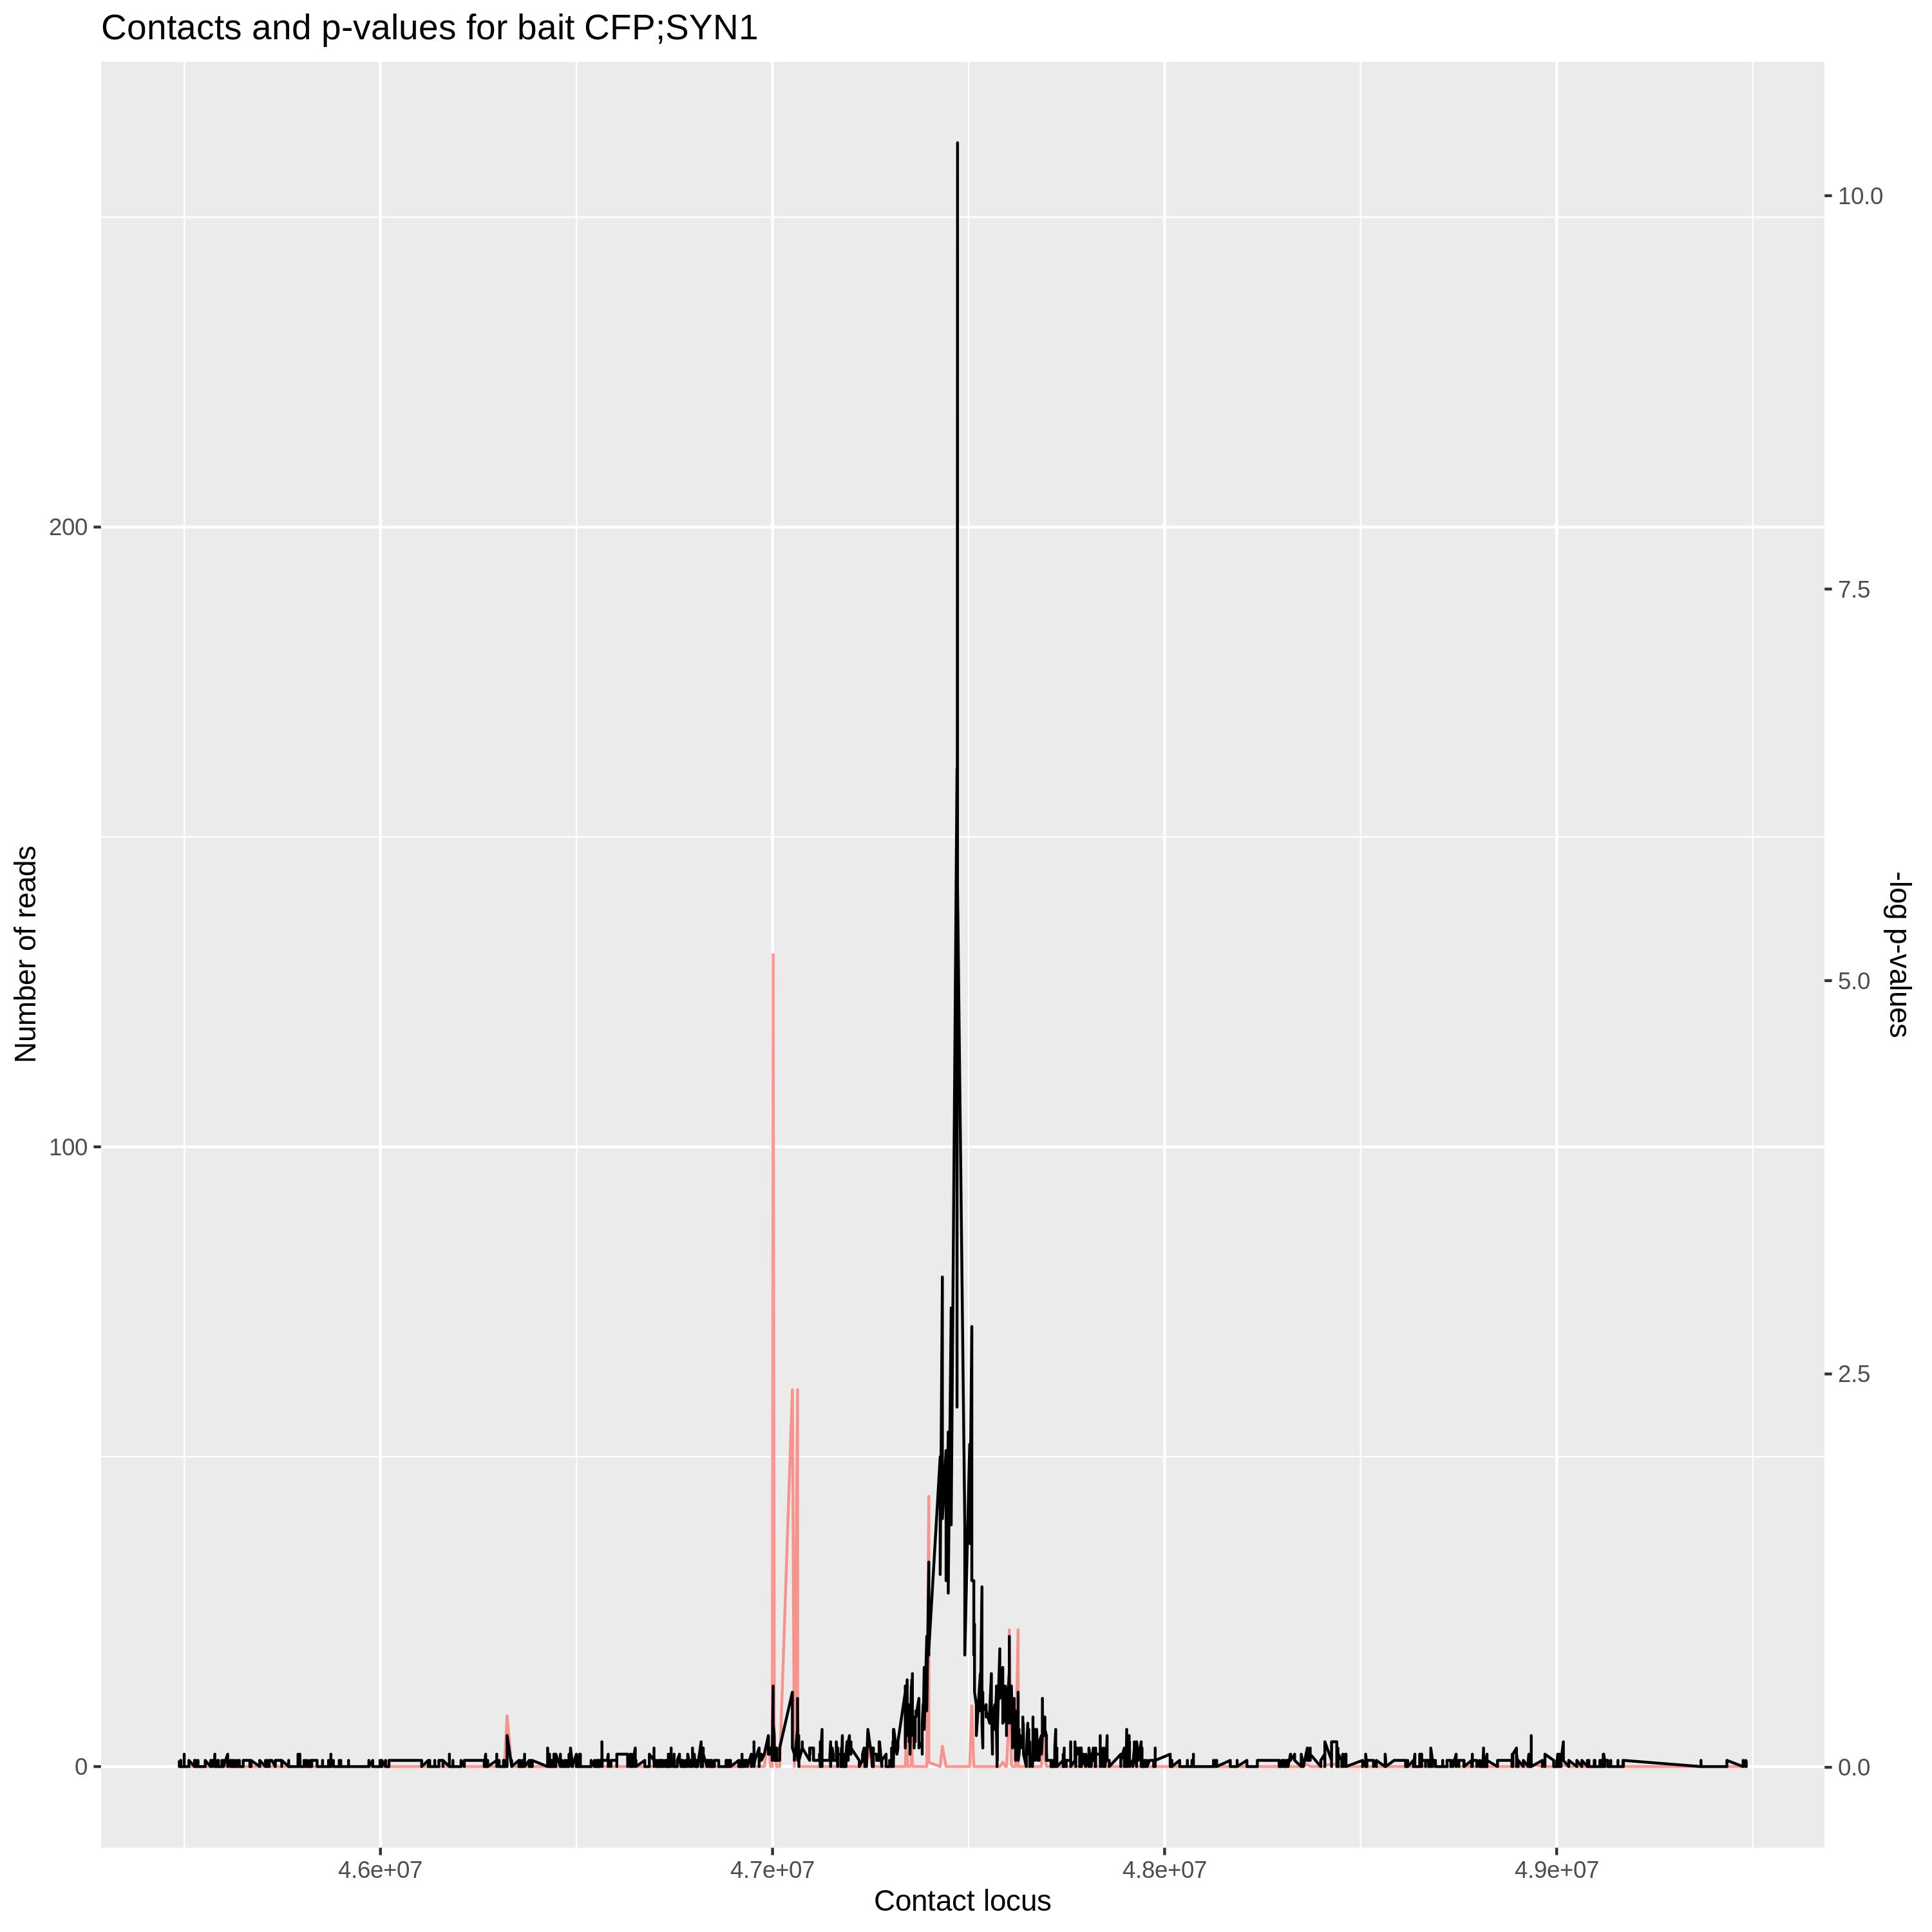 Contacts and p-values for bait CFP;SYN1
Number of reads
200
100
0
10.0
7.5
5.0
2.5
0.0
-log p-values
4.6e+07
4.7e+07
4.8e+07
4.9e+07
Contact locus